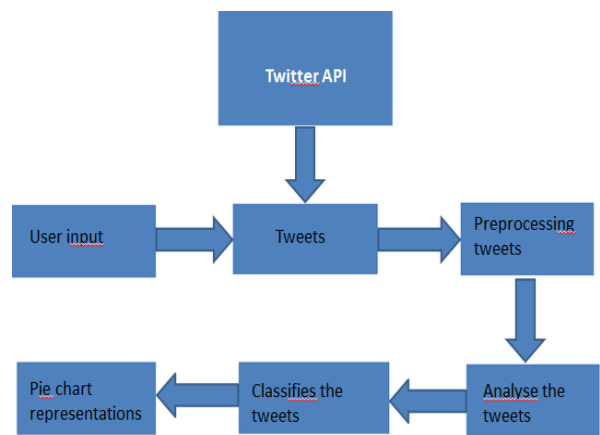 Twitter API
User input
Tweets
Preprocessing
tweets
Pie chart
representations
Classifies the
tweets
Analyse the
tweets